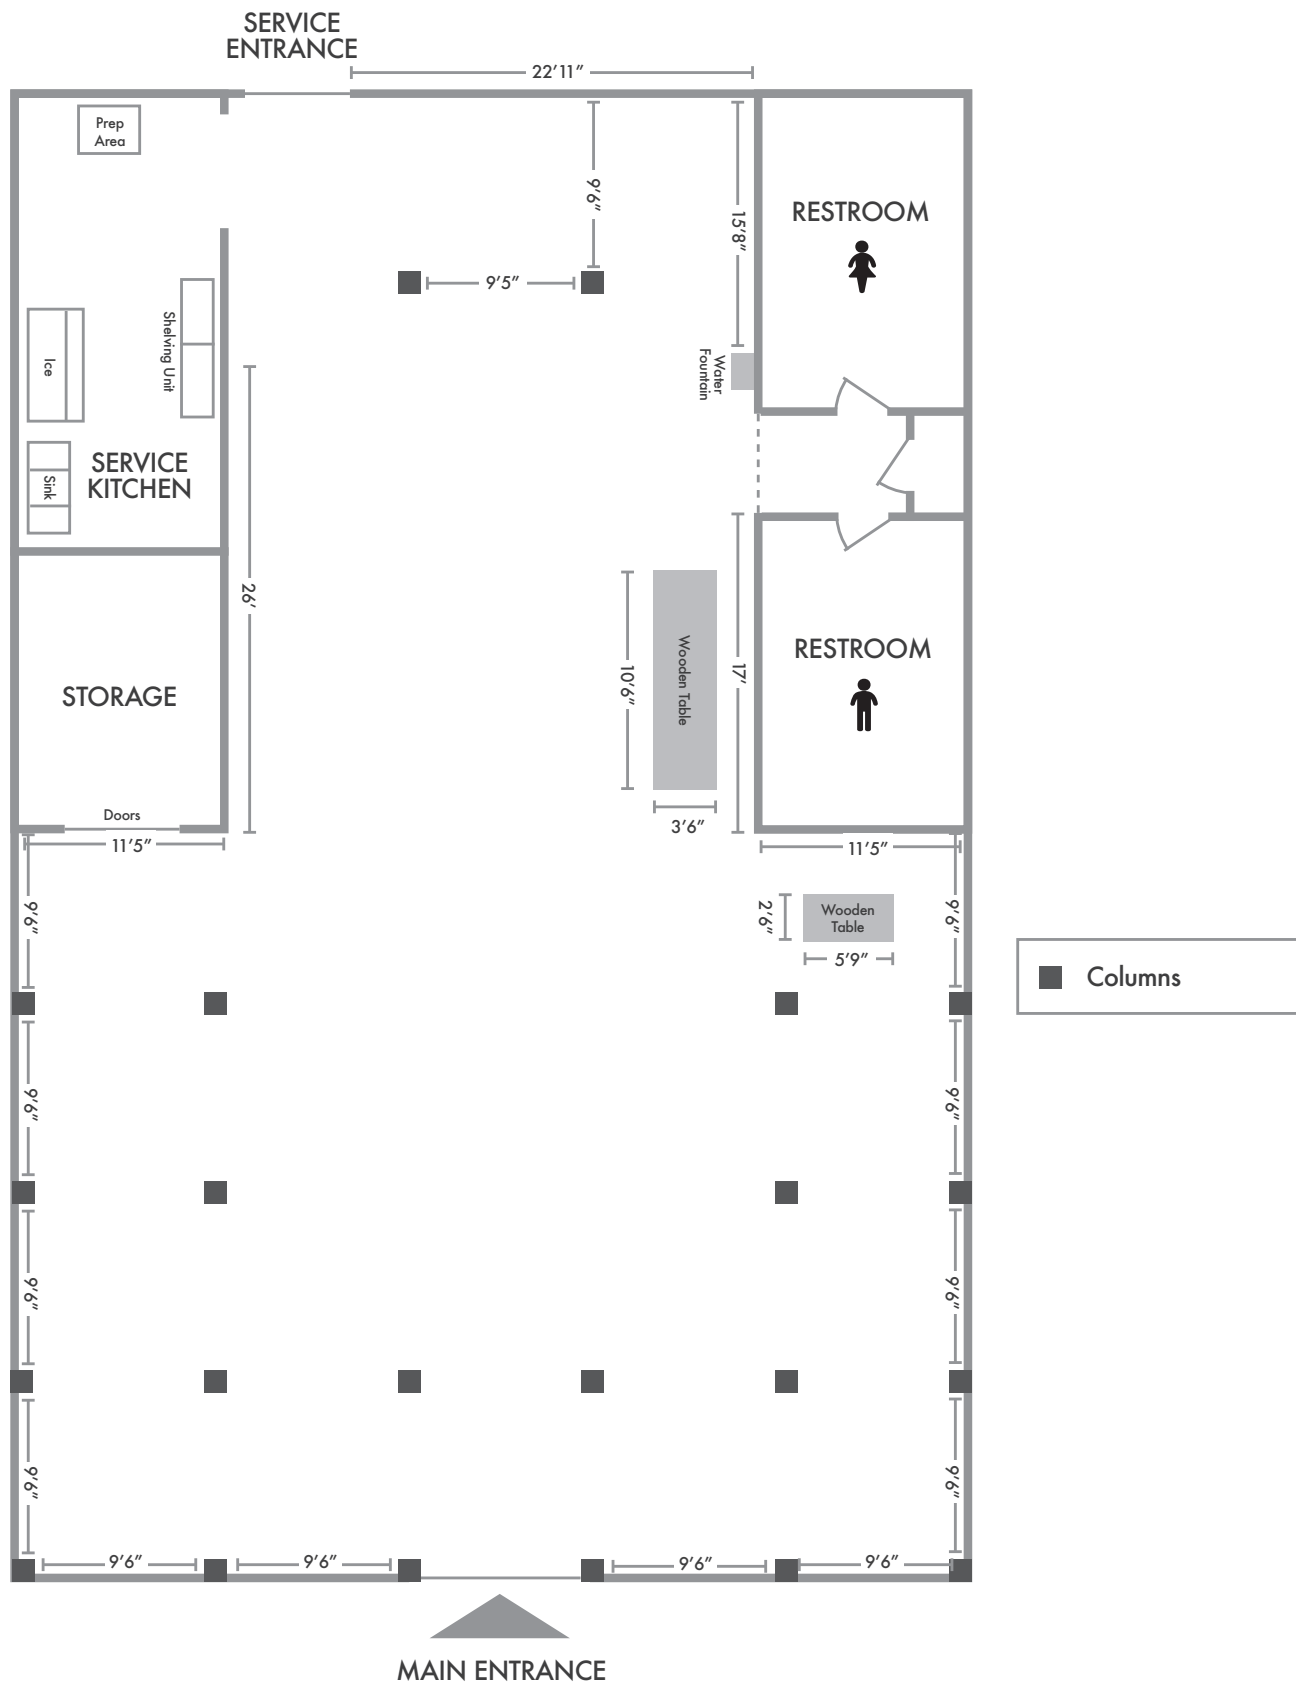 SERVICE
ENTRANCE
22’11”
Prep
Area
9’6”
15’8”
RESTROOM
9’5”
Ice
Shelving Unit
Water
Fountain
SERVICE
KITCHEN
Sink
26’
Wooden Table
10’6”
17’
RESTROOM
STORAGE
Doors
3’6”
11’5”
11’5”
9’6”
2’6”
Wooden
Table
9’6”
5’9”
Columns
9’6”
9’6”
9’6”
9’6”
9’6”
9’6”
9’6”
9’6”
9’6”
9’6”
MAIN ENTRANCE